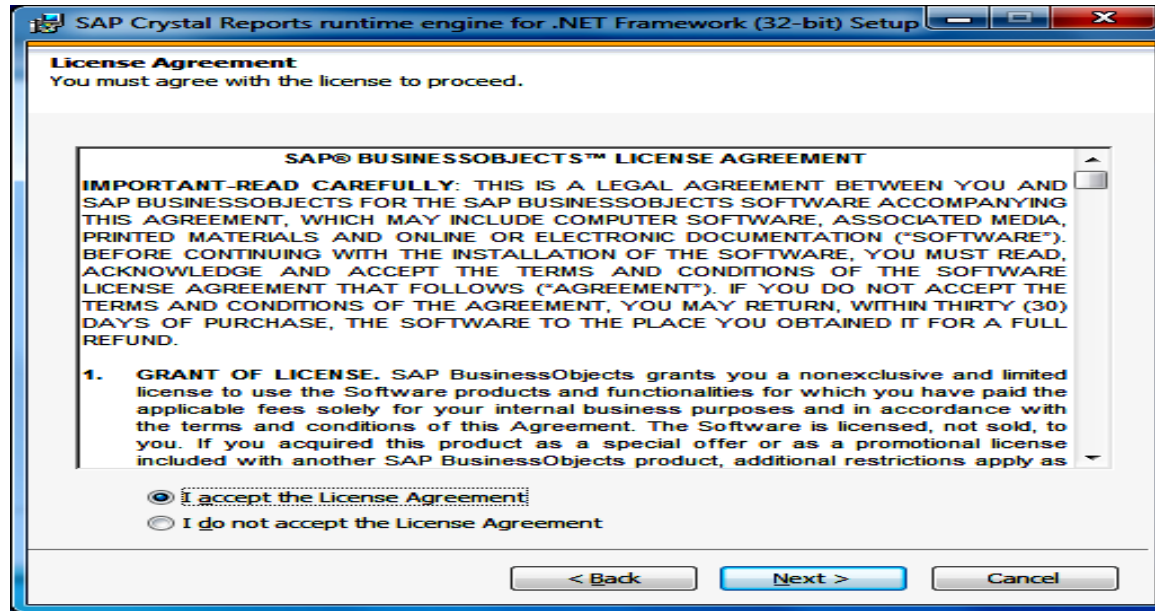 SAP Crystal Reports runtime engine for .NET Framework (32-bit) Setup
License Agreement
You must agree with the license to proceed.
SAP® BUSINESSOBJECTS™ LICENSE AGREEMENT
IMPORTANT-READ CAREFULLY: THIS IS A LEGAL AGREEMENT BETWEEN YOU AND
SAP BUSINESSOBJECTS FOR THE SAP BUSINESSOBJECTS SOFTWARE ACCOMPANYING
THIS AGREEMENT, WHICH MAY INCLUDE COMPUTER SOFTWARE, ASSOCIATED MEDIA,
PRINTED MATERIALS AND ONLINE OR ELECTRONIC DOCUMENTATION (“SOFTWARE”).
BEFORE CONTINUING WITH THE INSTALLATION OF THE SOFTWARE, YOU MUST READ,
ACKNOWLEDGE AND ACCEPT THE TERMS AND CONDITIONS OF THE SOFTWARE
LICENSE AGREEMENT THAT FOLLOWS (“AGREEMENT”). IF YOU DO NOT ACCEPT THE
TERMS AND CONDITIONS OF THE AGREEMENT, YOU MAY RETURN, WITHIN THIRTY (30)
DAYS OF PURCHASE, THE SOFTWARE TO THE PLACE YOU OBTAINED IT FOR A FULL
REFUND.
1. GRANT OF LICENSE. SAP BusinessObjects grants you a nonexclusive and limited
license to use the Software products and functionalities for which you have paid the
applicable fees solely for your internal business purposes and in accordance with
the terms and conditions of this Agreement. The Software is licensed, not sold, to
you. If you acquired this product as a special offer or as a promotional license
included with another SAP BusinessObjects product, additional restrictions apply as
I accept the License Agreement
I do not accept the License Agreement
< Back
Next >
Cancel